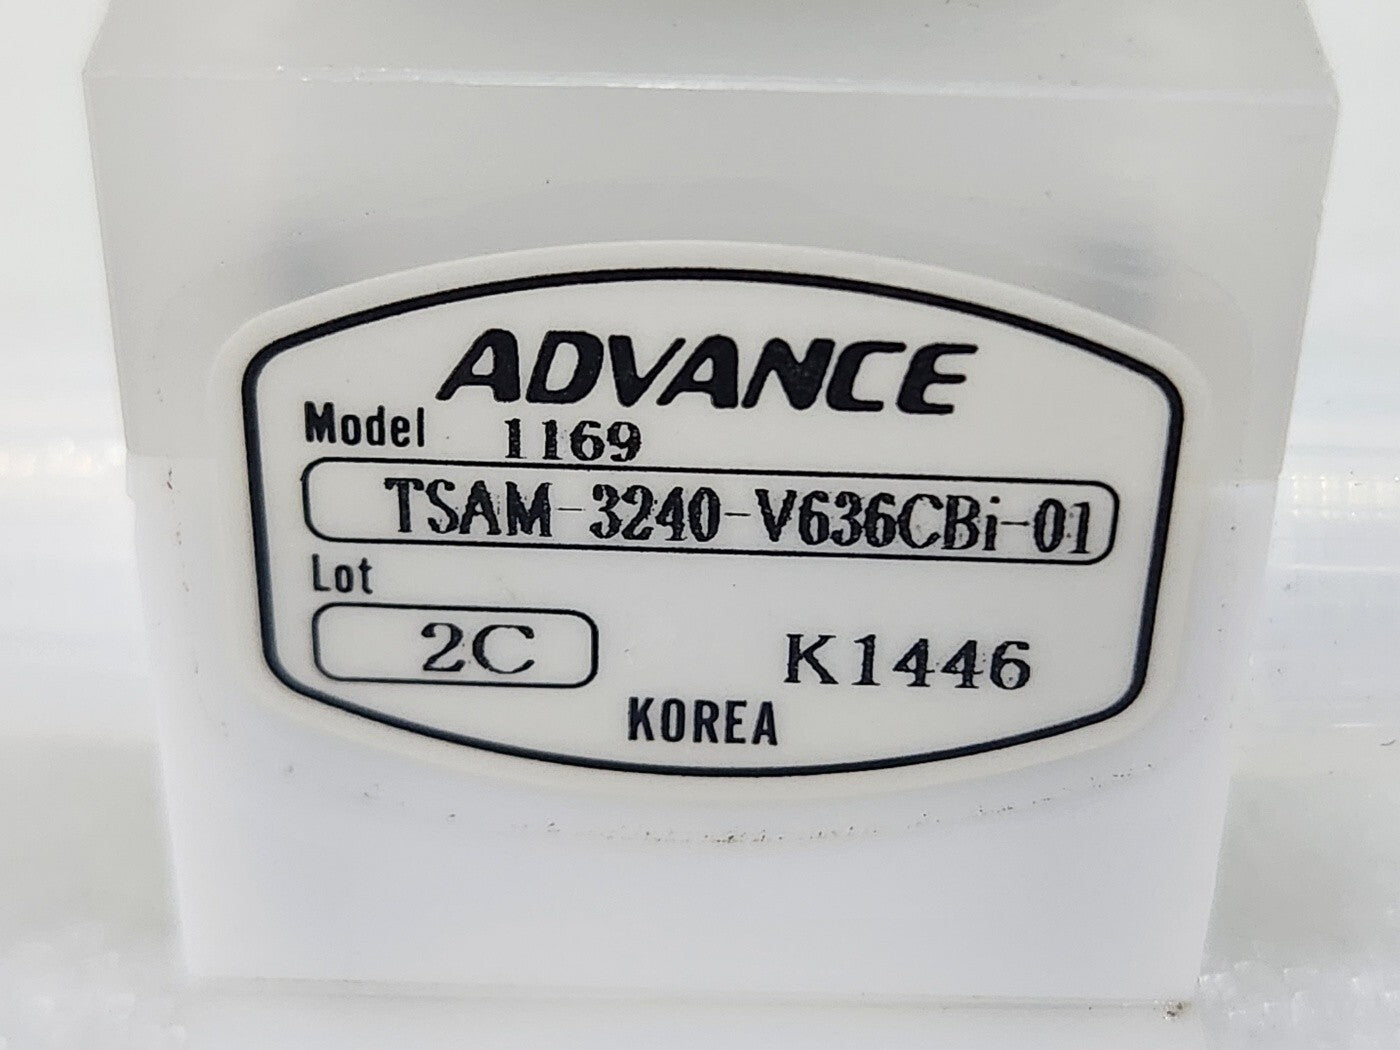 ADVANCE
Model 1169
TSAM-3240-V636CBi-01
Lot
2C K1446
KOREA